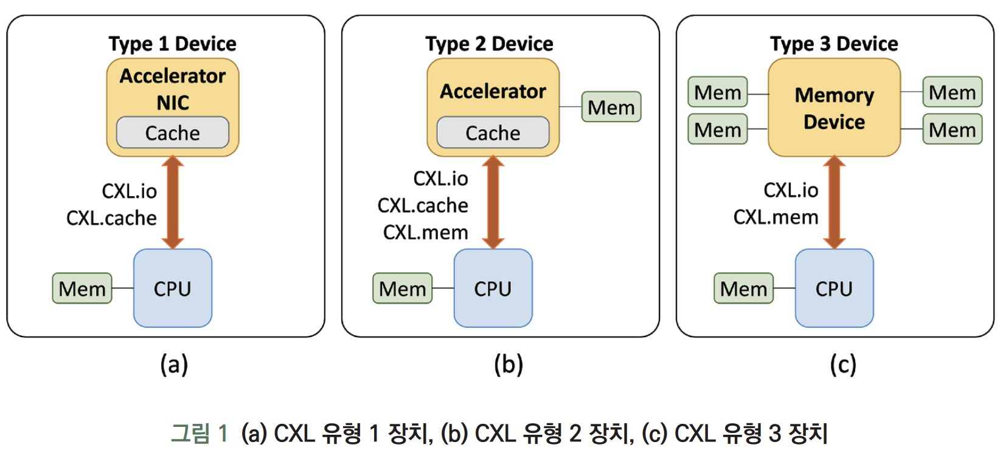 Type 1 Device
Accelerator
NIC
Cache
CXL.io
CXL.cache
Mem
CPU
(a)
Type 2 Device
Accelerator
Mem
Cache
CXL.io
CXL.cache
CXL.mem
Mem
CPU
(b)
Type 3 Device
Mem
Mem
Memory
Device
Mem
Mem
CXL.io
CXL.mem
Mem
CPU
(c)
그림 1 (a) CXL 유형 1 장치, (b) CXL 유형 2 장치, (c) CXL 유형 3 장치